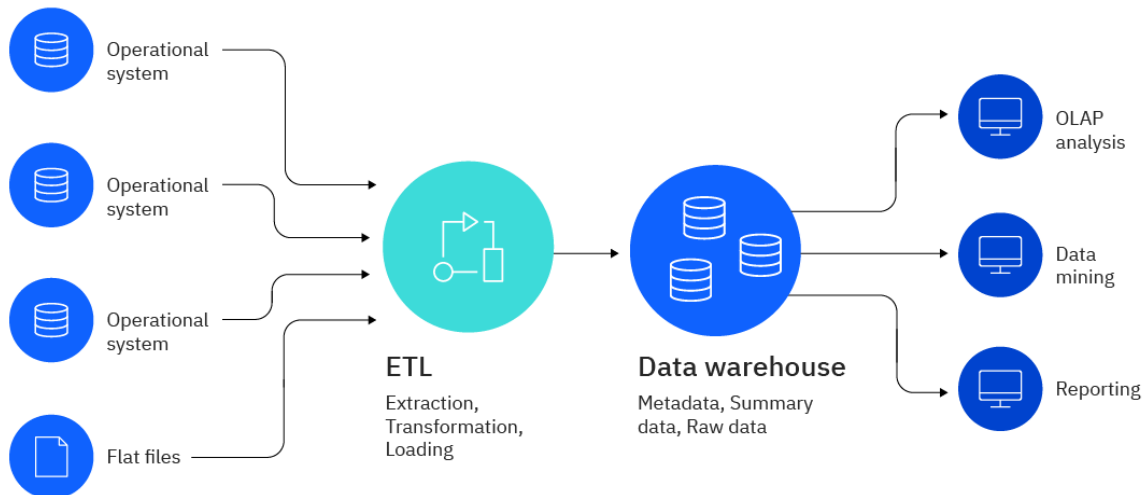 Operational
system
Operational
system
Operational
system
Flat files
ETL
Extraction,
Transformation,
Loading
Data warehouse
Metadata, Summary
data, Raw data
OLAP
analysis
Data
mining
Reporting